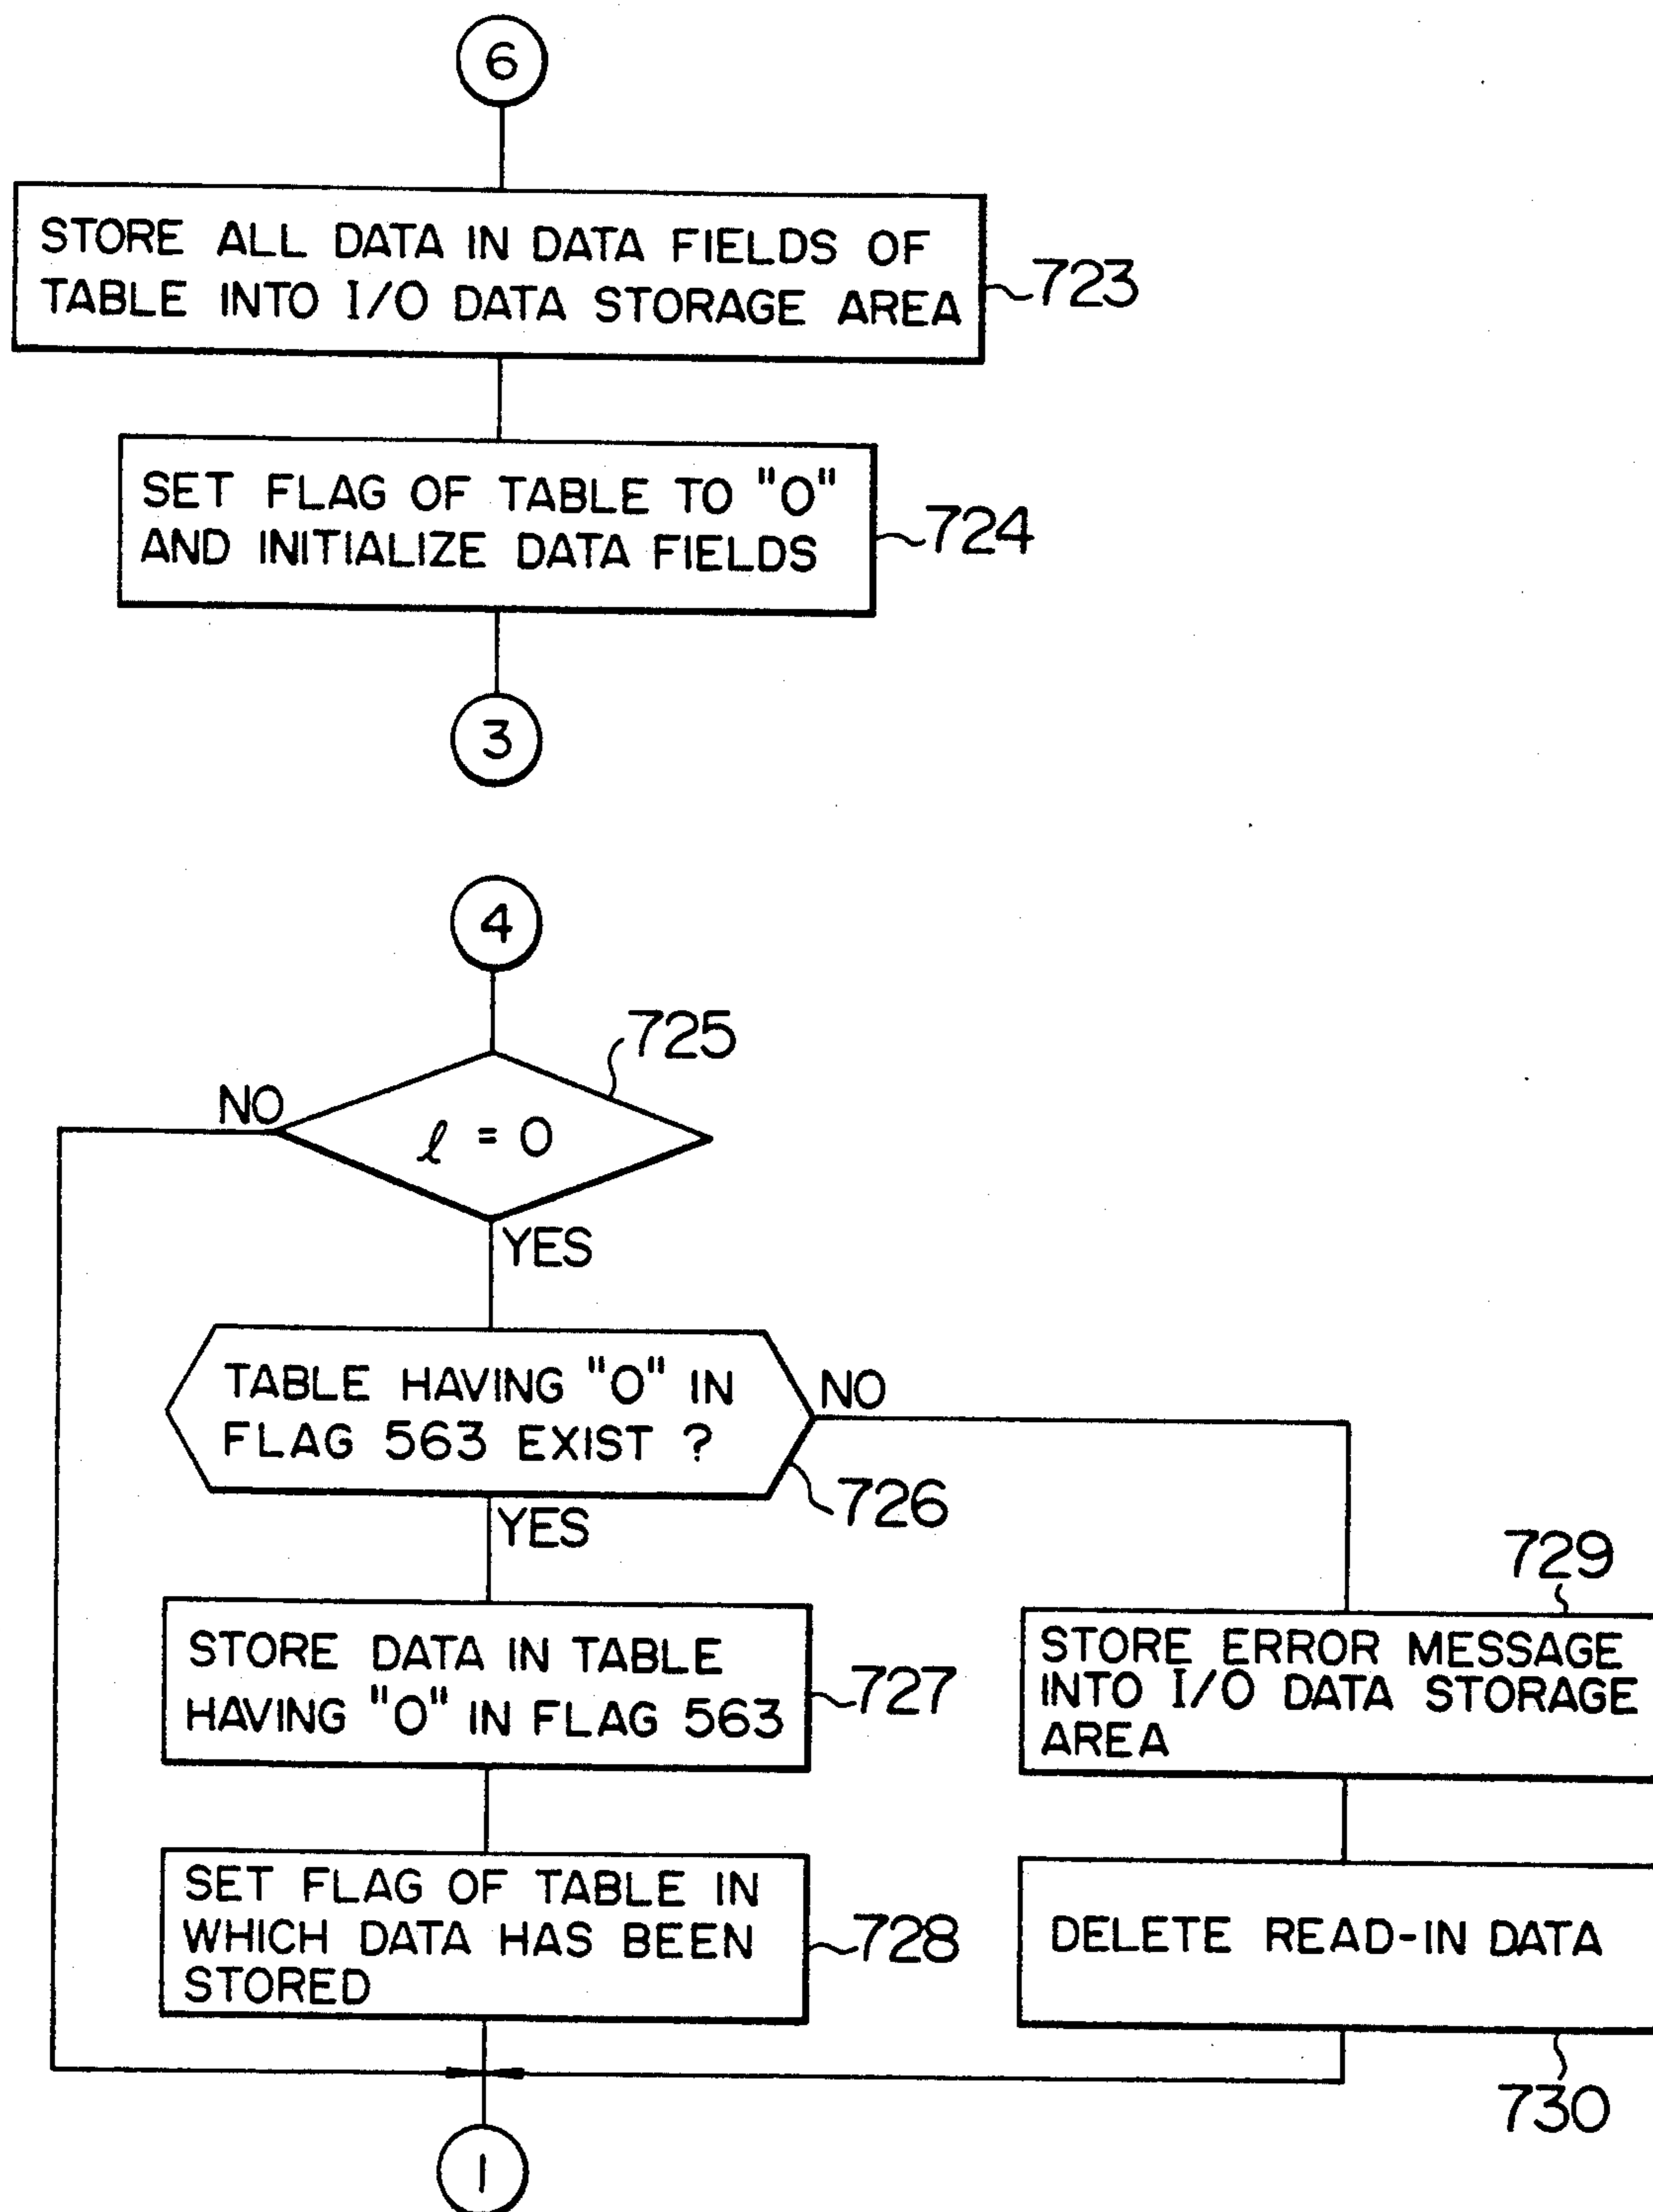 6
STORE ALL DATA IN DATA FIELDS OF
TABLE INTO I/O DATA STORAGE AREA
723
SET FLAG OF TABLE TO "0"
AND INITIALIZE DATA FIELDS
724
3
4
725
NO
ℓ = 0
YES
TABLE HAVING "0" IN
FLAG 563 EXIST ?
NO
726
YES
STORE DATA IN TABLE
HAVING "0" IN FLAG 563
727
729
STORE ERROR MESSAGE
INTO I/O DATA STORAGE
AREA
SET FLAG OF TABLE IN
WHICH DATA HAS BEEN
STORED
728
DELETE READ-IN DATA
730
1